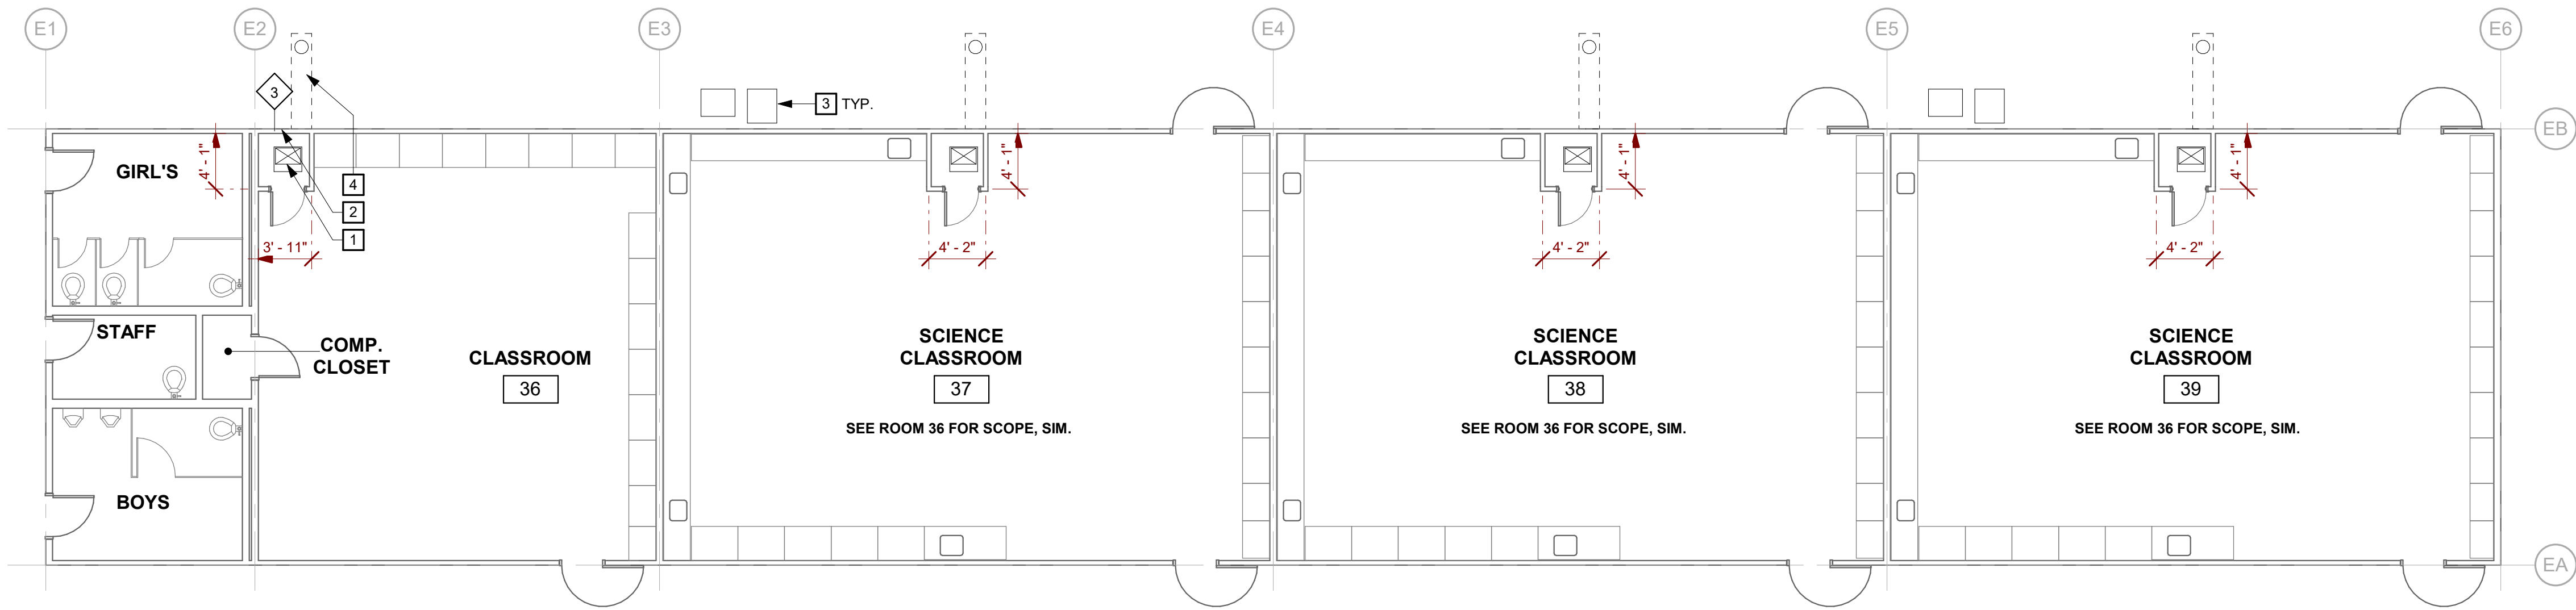 E1
E2
E3
E4
E5
E6
3
3 TYP.
EB
GIRL'S
4' - 1"
4' - 1"
4' - 1"
4' - 1"
4
2
1
3' - 11"
4' - 2"
4' - 2"
4' - 2"
STAFF
COMP.
CLOSET
CLASSROOM
36
SCIENCE
CLASSROOM
37
SEE ROOM 36 FOR SCOPE, SIM.
SCIENCE
CLASSROOM
38
SEE ROOM 36 FOR SCOPE, SIM.
SCIENCE
CLASSROOM
39
SEE ROOM 36 FOR SCOPE, SIM.
BOYS
EA